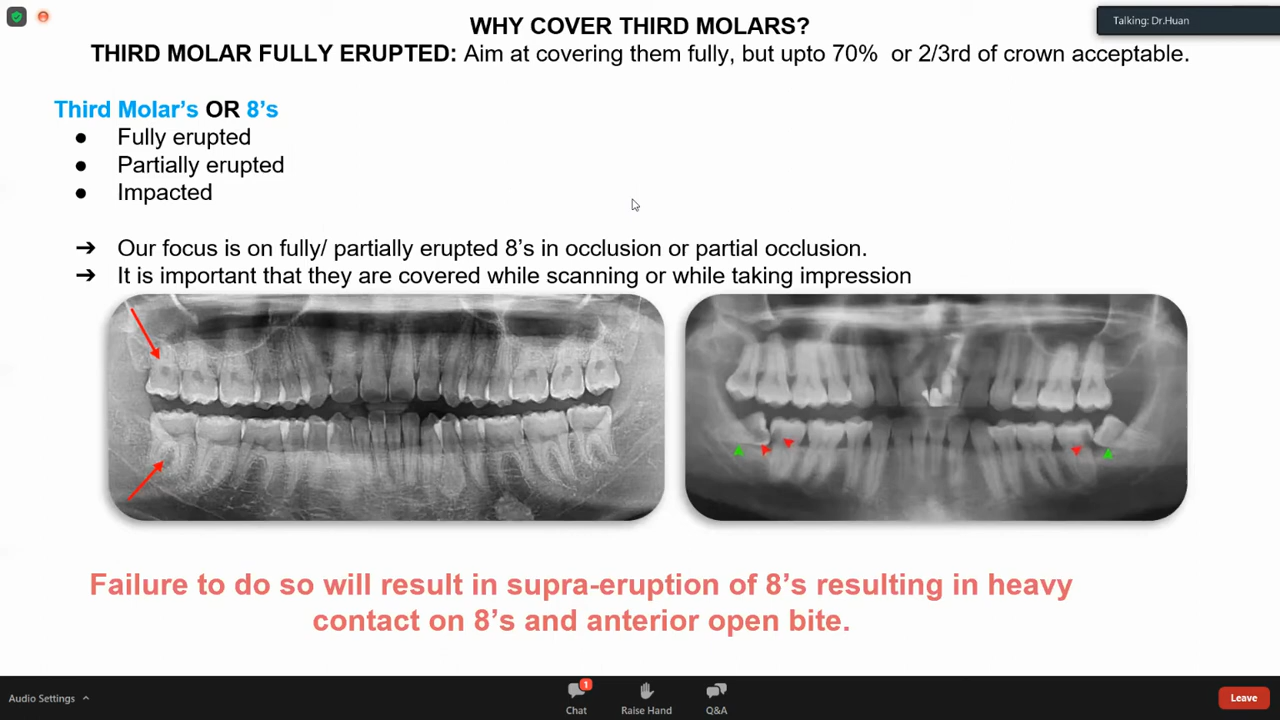 Talking: Dr.Huan
WHY COVER THIRD MOLARS?
THIRD MOLAR FULLY ERUPTED: Aim at covering them fully, but upto 70% or 2/3rd of crown acceptable.
Third Molar's OR 8's
● Fully erupted
● Partially erupted
● Impacted
➔ Our focus is on fully/ partially erupted 8's in occlusion or partial occlusion.
➔ It is important that they are covered while scanning or while taking impression
Failure to do so will result in supra-eruption of 8's resulting in heavy
contact on 8's and anterior open bite.
Audio Settings
1
Chat
Raise Hand
Q&A
Leave